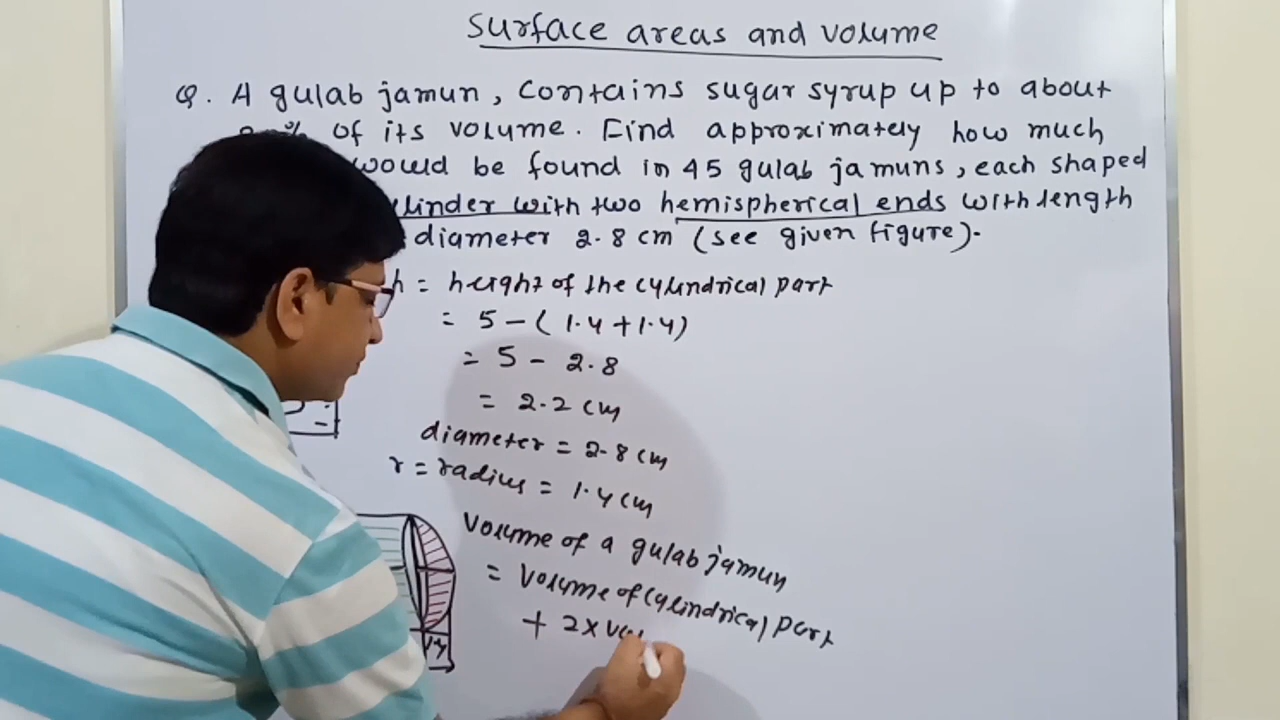 Surface areas and volume
Q. A gulab jamun, contains sugar syrup up to about
% of its volume. Find approximately how much
would be found in 45 gulab jamuns, each shaped
with two hemispherical ends with length
diameter 2.8 cm (see given figure).
h = height of the cylindrical part
= 5 - (1.4 + 1.4)
= 5 - 2.8
= 2.2 cm
diameter = 2.8 cm
r = radius = 1.4 cm
Volume of a gulab jamun
= Volume of cylindrical part
+ 2 x